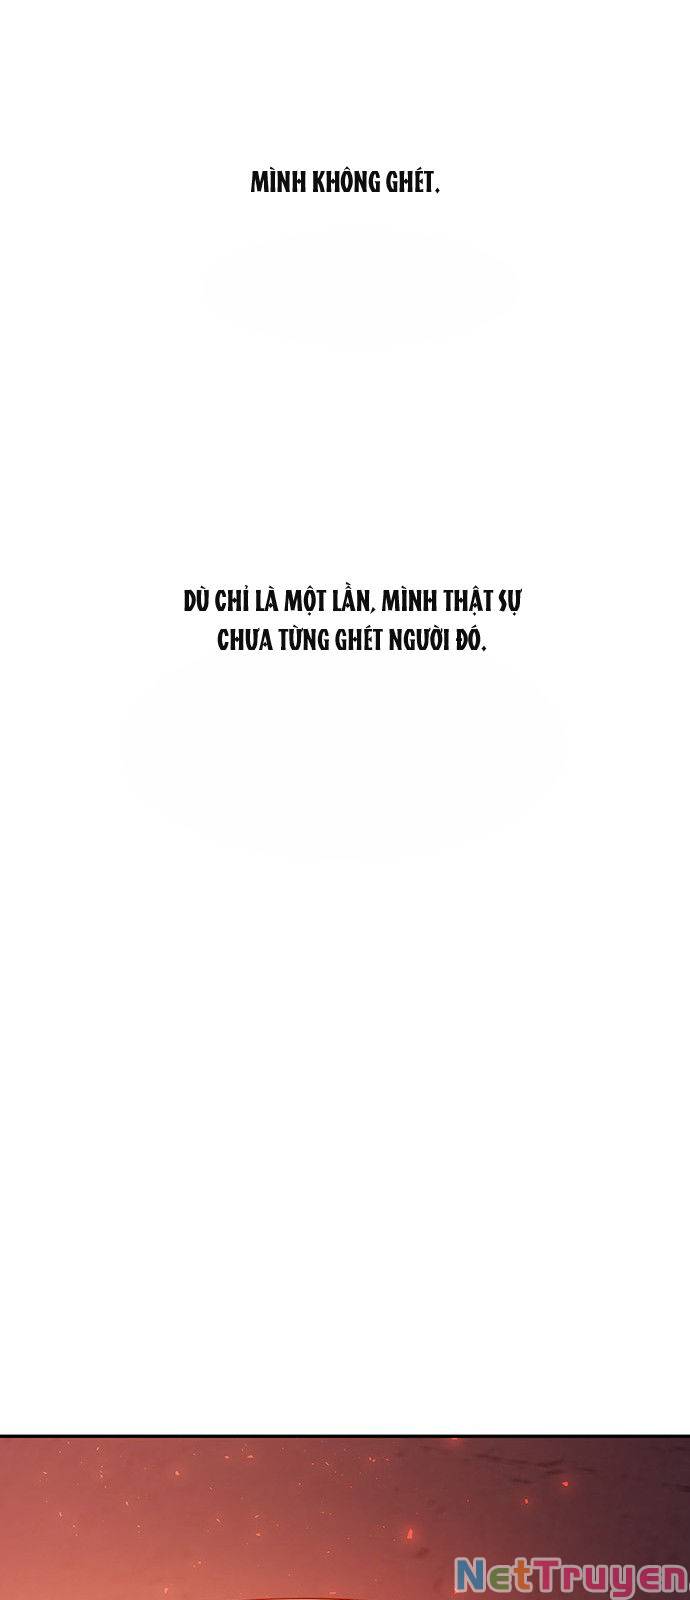 MÌNH KHÔNG GHÉT.
DÙ CHỈ LÀ MỘT LẦN, MÌNH THẬT SỰ
CHƯA TỪNG GHÉT NGƯỜI ĐÓ.
NetTruyen